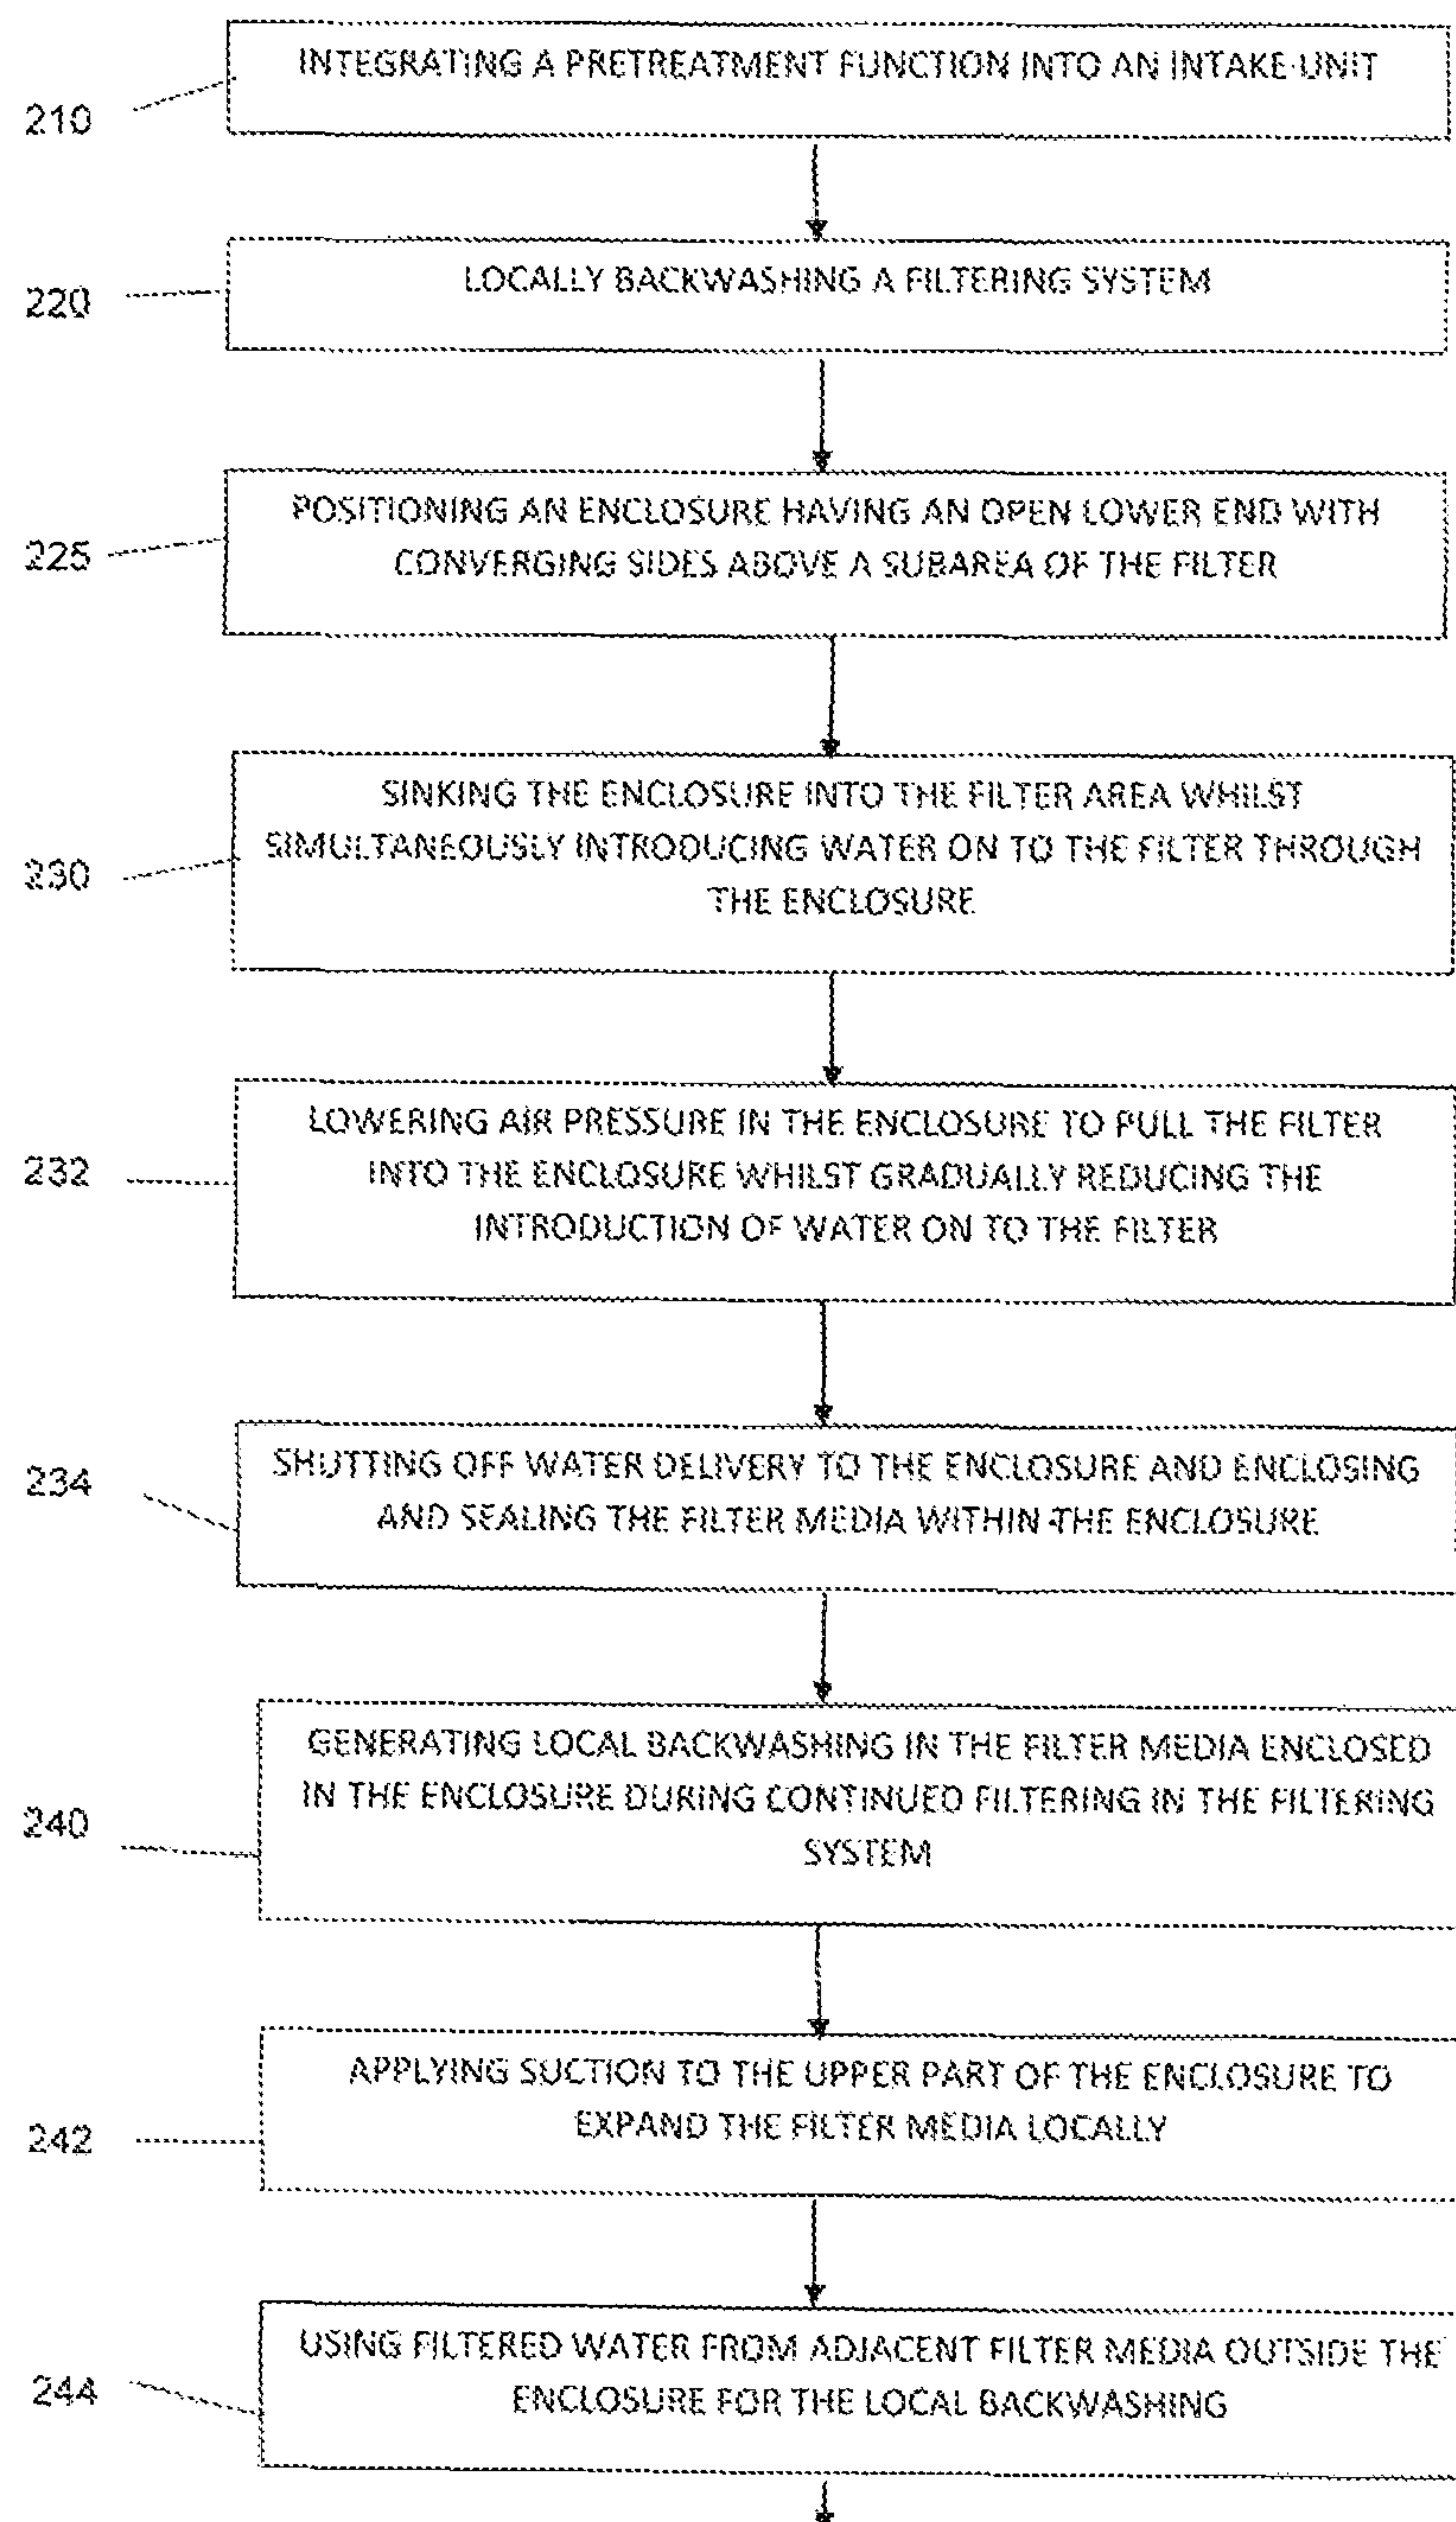 INTEGRATING A PRETREATMENT FUNCTION INTO AN INTAKE UNIT
210
LOCALLY BACKWASHING A FILTERING SYSTEM
220
POSITIONING AN ENCLOSURE HAVING AN OPEN LOWER END WITH
CONVERGING SIDES ABOVE A SUBAREA OF THE FILTER
225
SINKING THE ENCLOSURE INTO THE FILTER AREA WHILST
SIMULTANEOUSLY INTRODUCING WATER ON TO THE FILTER THROUGH
THE ENCLOSURE
230
LOWERING AIR PRESSURE IN THE ENCLOSURE TO PULL THE FILTER
INTO THE ENCLOSURE WHILST GRADUALLY REDUCING THE
INTRODUCTION OF WATER ON TO THE FILTER
232
SHUTTING OFF WATER DELIVERY TO THE ENCLOSURE AND ENCLOSING
AND SEALING THE FILTER MEDIA WITHIN THE ENCLOSURE
234
GENERATING LOCAL BACKWASHING IN THE FILTER MEDIA ENCLOSED
IN THE ENCLOSURE DURING CONTINUED FILTERING IN THE FILTERING
SYSTEM
240
APPLYING SUCTION TO THE UPPER PART OF THE ENCLOSURE TO
EXPAND THE FILTER MEDIA LOCALLY
242
USING FILTERED WATER FROM ADJACENT FILTER MEDIA OUTSIDE THE
ENCLOSURE FOR THE LOCAL BACKWASHING
244